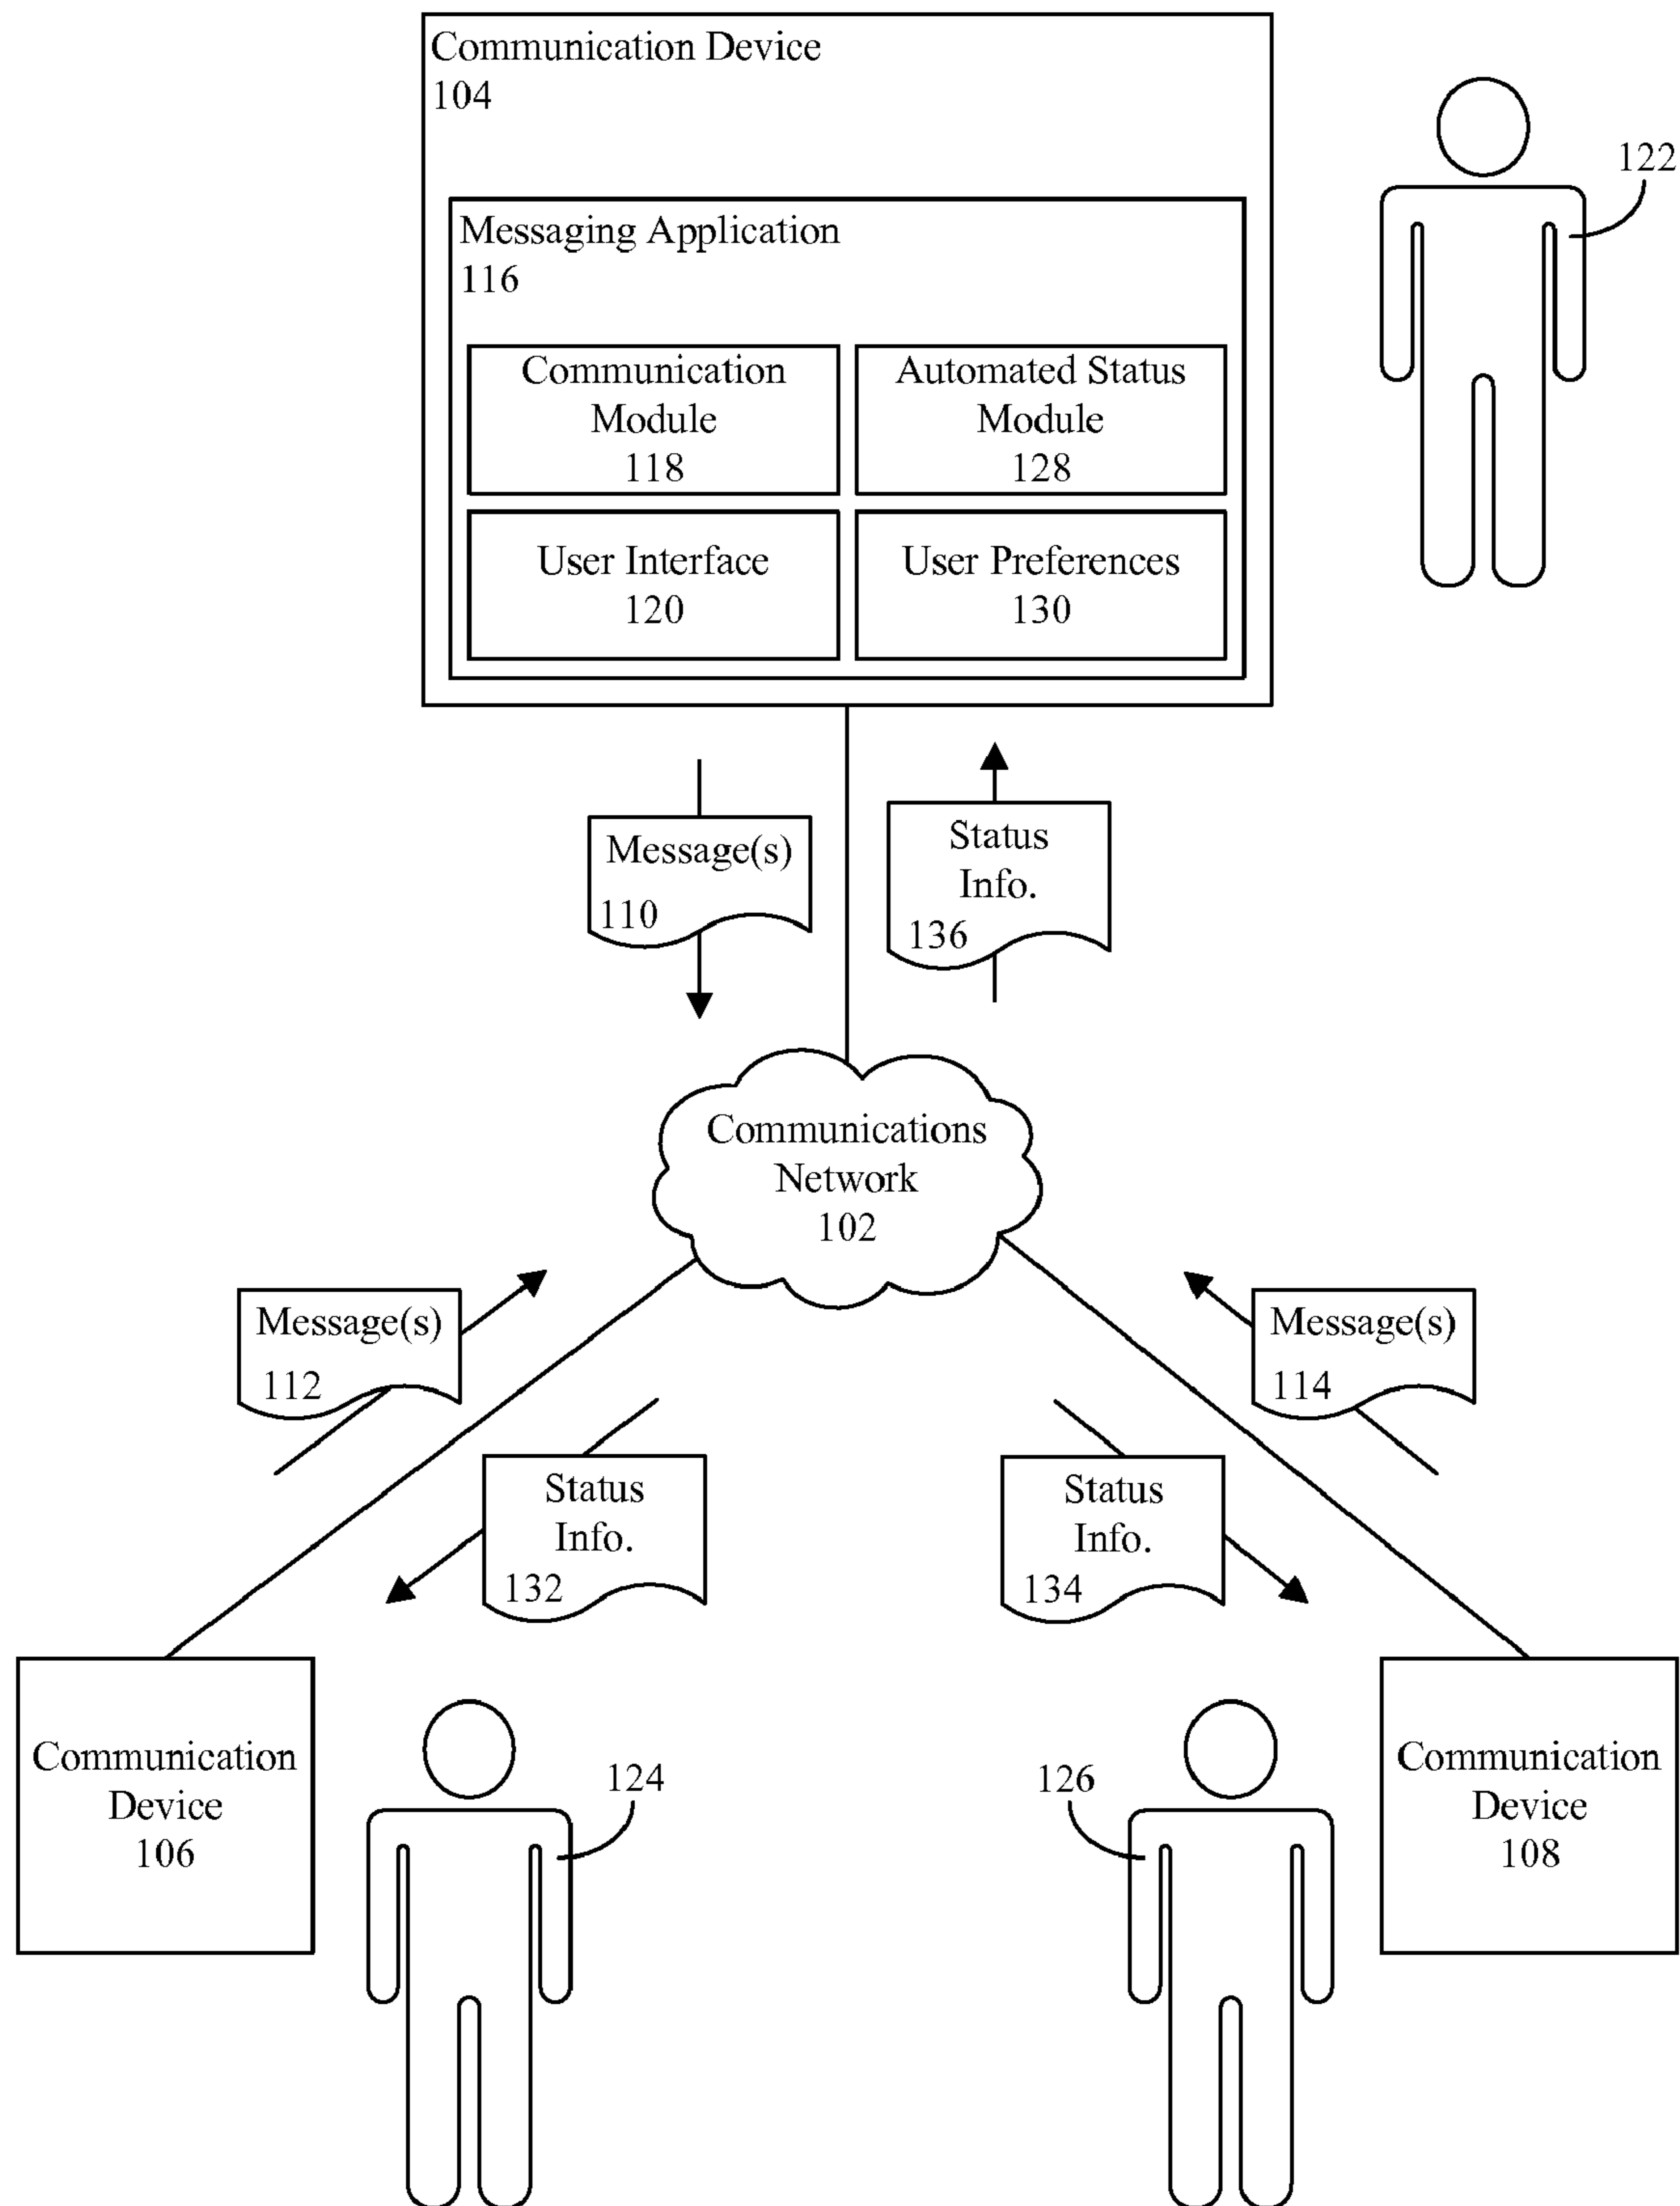 Communication Device
104
122
Messaging Application
116
Communication
Module
118
Automated Status
Module
128
User Interface
120
User Preferences
130
Message(s)
110
Status
Info.
136
Communications
Network
102
Message(s)
112
Message(s)
114
Status
Info.
132
Status
Info.
134
Communication
Device
106
124
126
Communication
Device
108